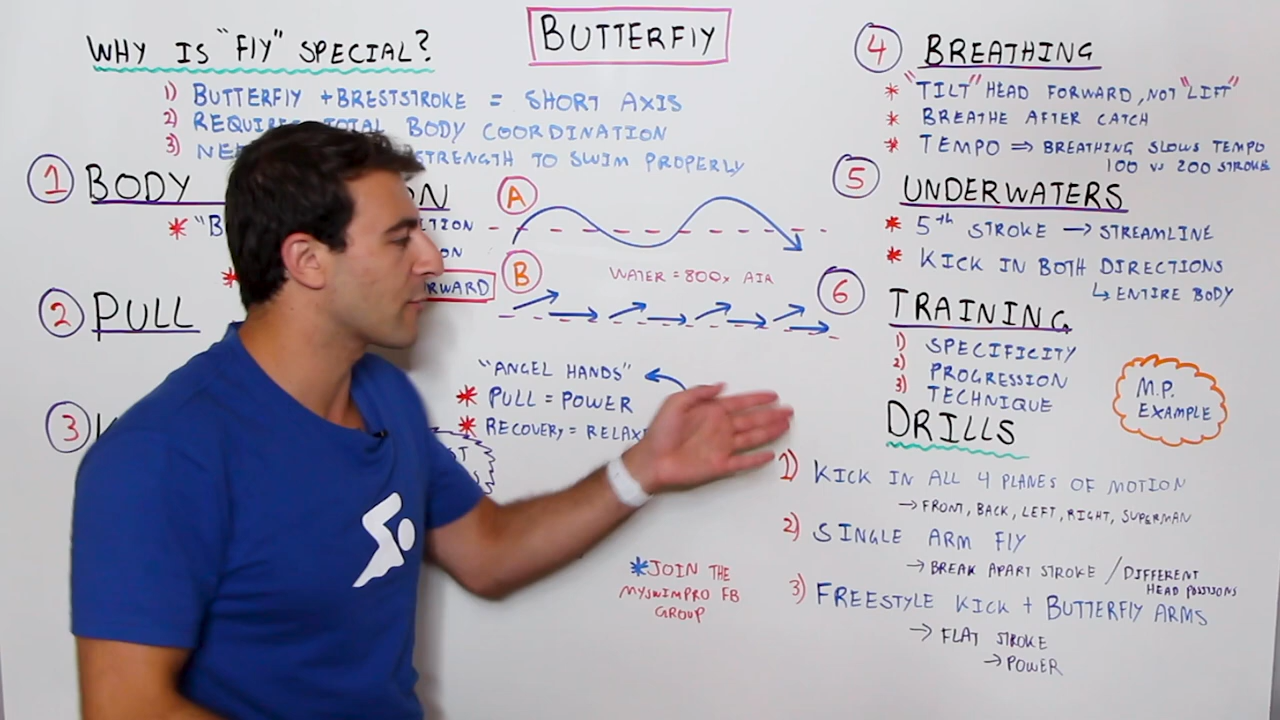 BUTTERFLY
WHY IS "FLY" SPECIAL?
1) BUTTERFLY + BRESTSTROKE = SHORT AXIS
2) REQUIRES TOTAL BODY COORDINATION
3) STRENGTH TO SWIM PROPERLY
1 BODY
2 PULL
3
A
B
WATER = 800x AIR
"ANGEL HANDS"
* PULL = POWER
* RECOVERY = RELAX
*JOIN THE
MYSWIMPRO FB
GROUP
4 BREATHING
* "TILT" HEAD FORWARD, NOT "LIFT"
* BREATHE AFTER CATCH
* TEMPO ⇒ BREATHING SLOWS TEMPO
100 vs 200 STROKE
5 UNDERWATERS
* 5th STROKE → STREAMLINE
* KICK IN BOTH DIRECTIONS
↳ ENTIRE BODY
6 TRAINING
1) SPECIFICITY
2) PROGRESSION
3) TECHNIQUE
M.P.
EXAMPLE
DRILLS
1) KICK IN ALL 4 PLANES OF MOTION
→ FRONT, BACK, LEFT, RIGHT, SUPERMAN
2) SINGLE ARM FLY
→ BREAK APART STROKE / DIFFERENT
HEAD POSITIONS
3) FREESTYLE KICK + BUTTERFLY ARMS
→ FLAT STROKE
→ POWER